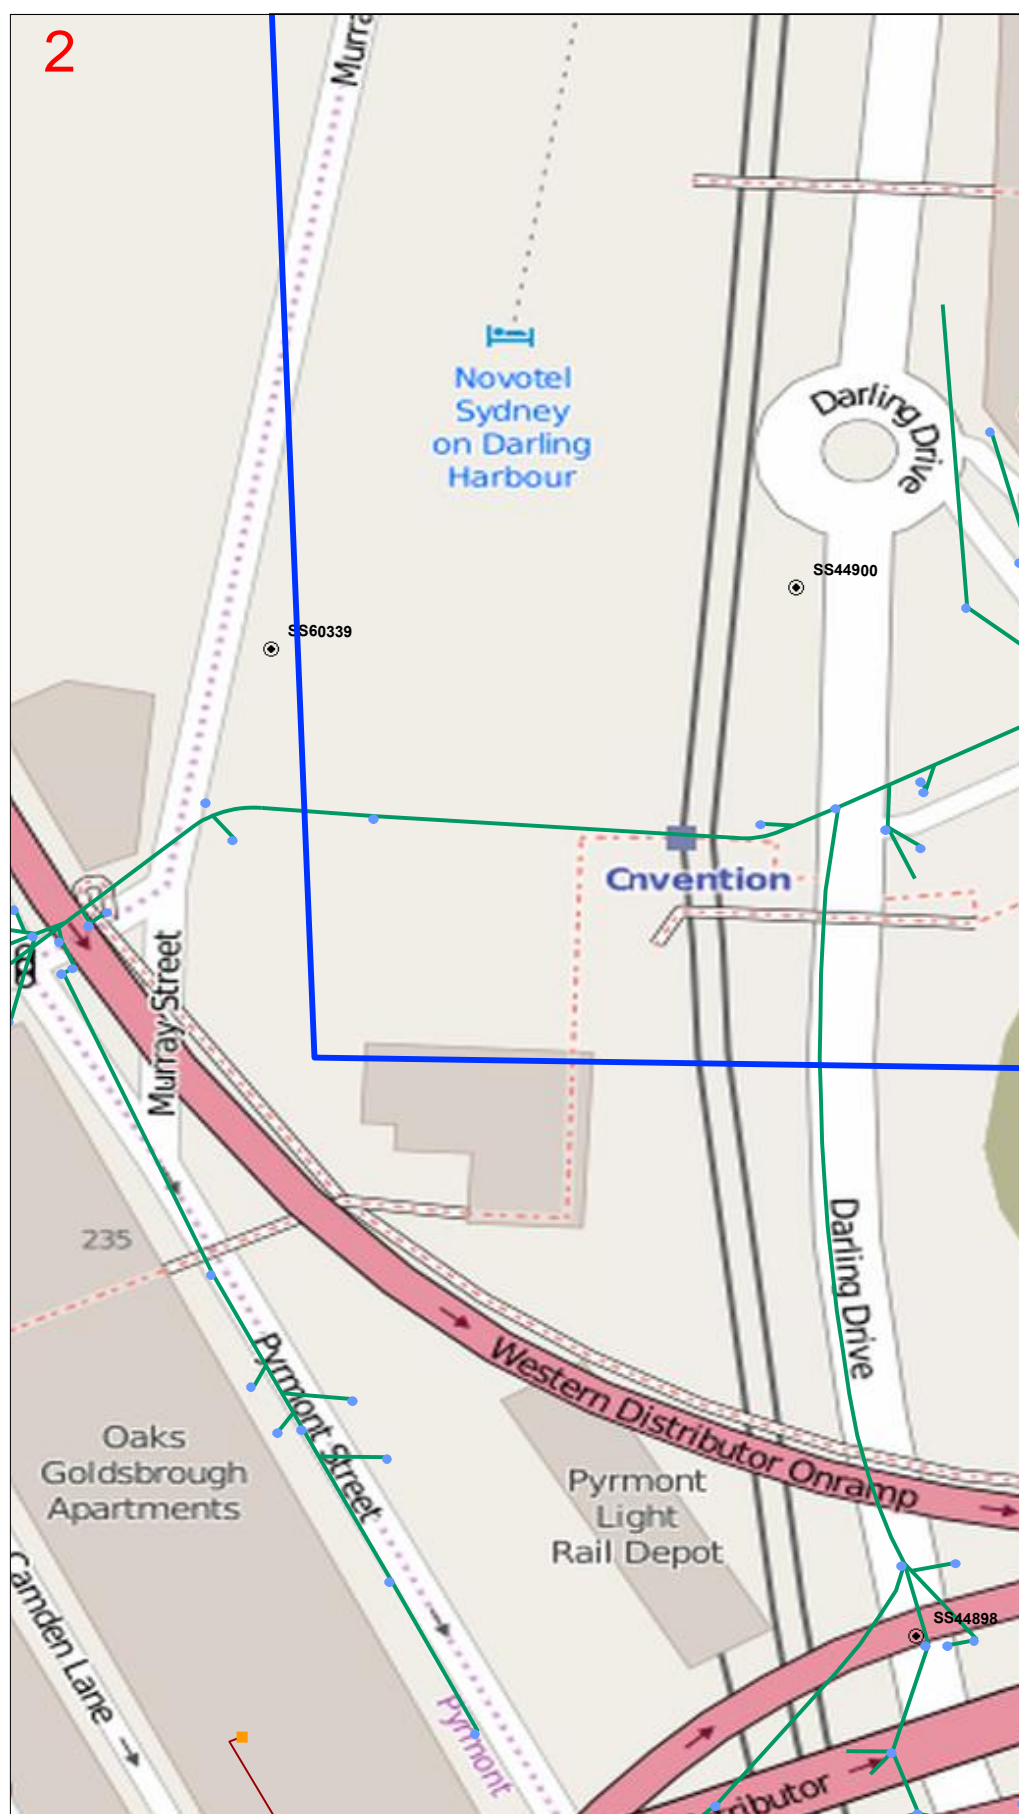 2
Murra
Novotel
Sydney
on Darling
Harbour
Darling Drive
SS44900
SS60339
Cnvention
Murray Street
235
Darling Drive
Pyrmont Street
Western Distributor Onramp
Oaks
Goldsbrough
Apartments
Pyrmont
Light
Rail Depot
Camden Lane
SS44898
Pyrmont
ributor